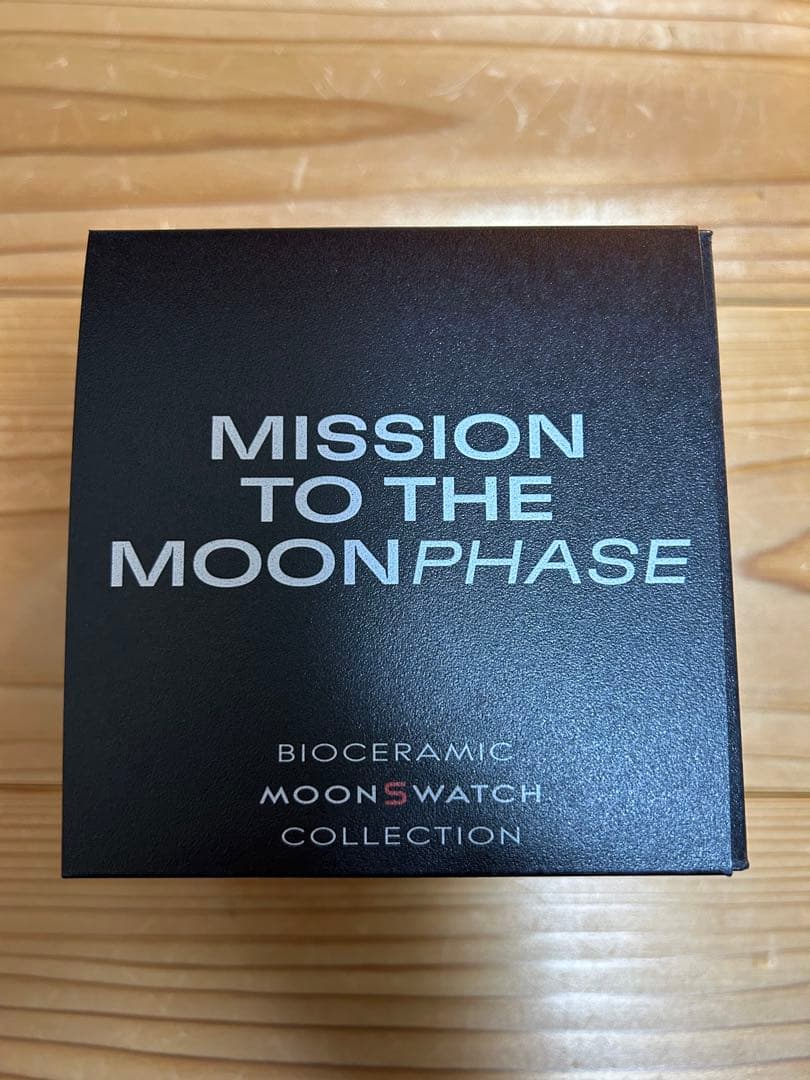 MISSION
TO THE
MOONPHASE
BIOCERAMIC
MOONSWATCH
COLLECTION